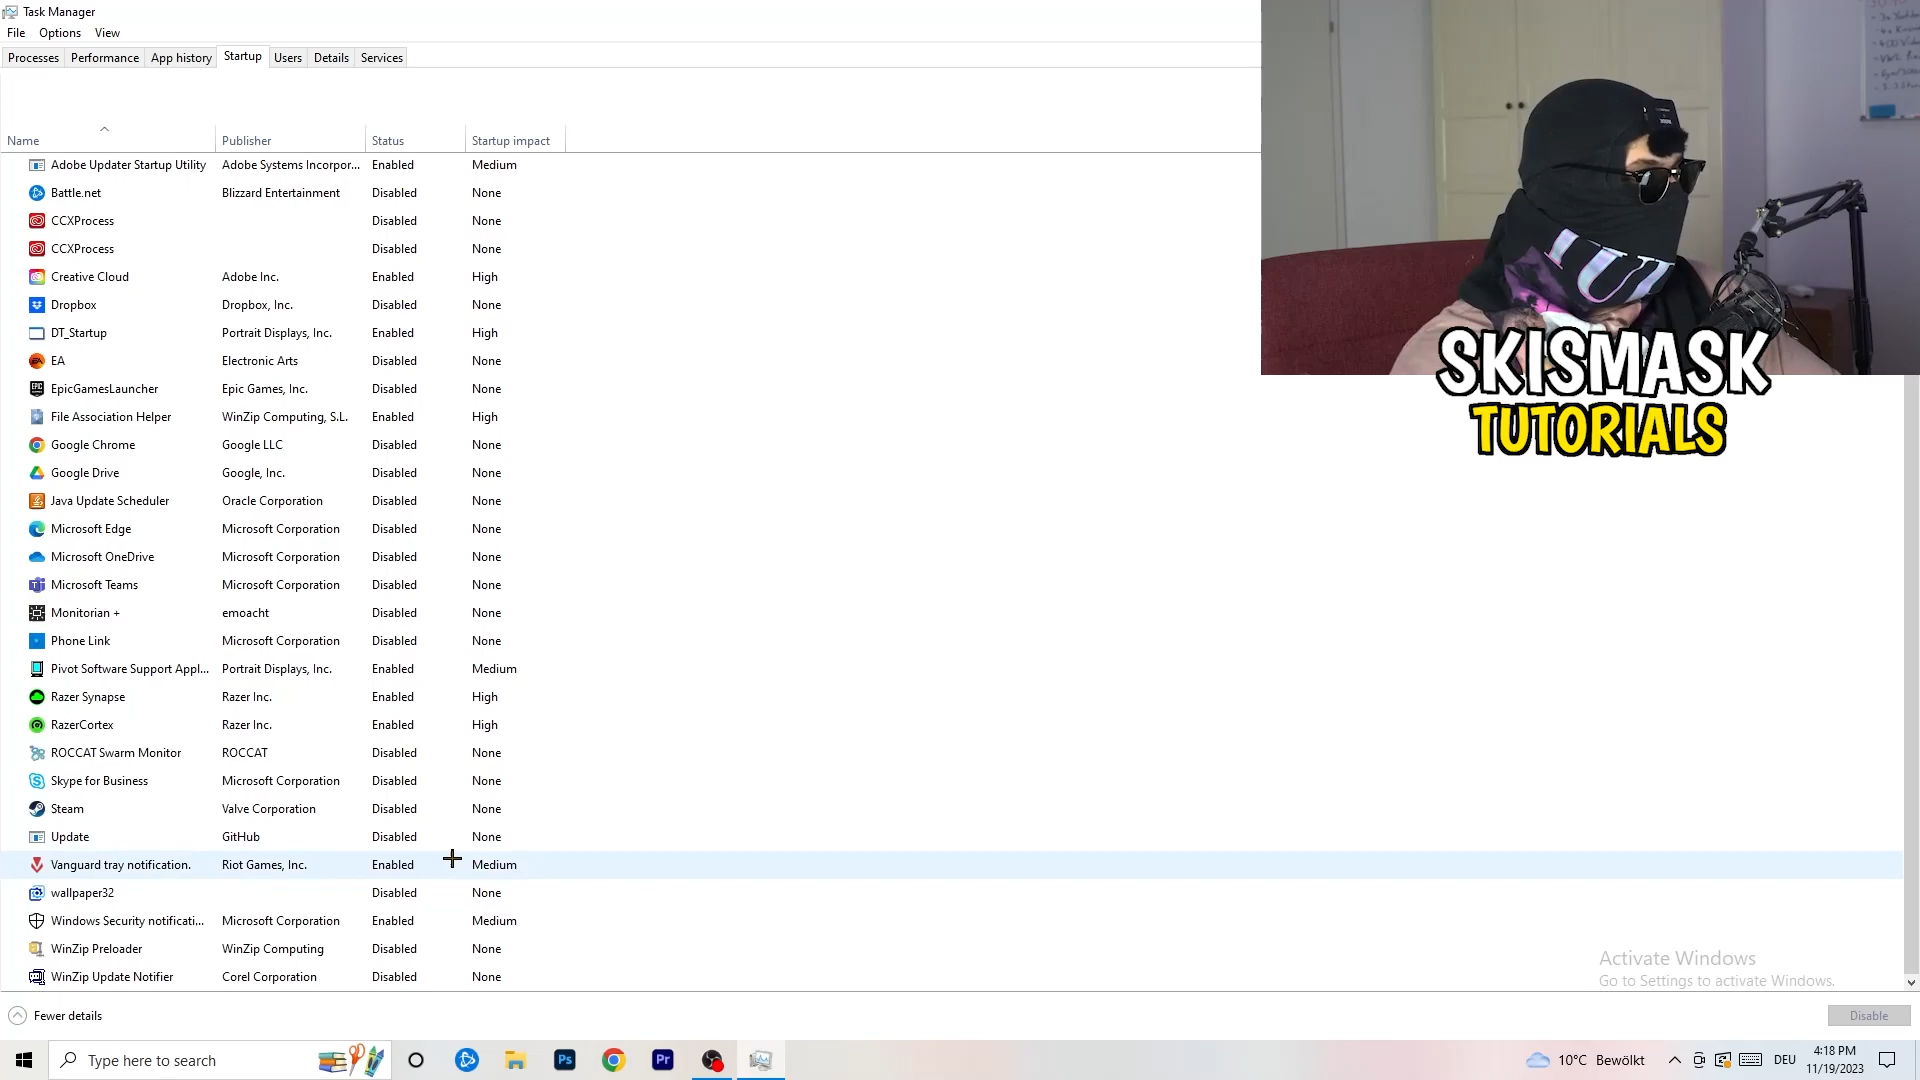 Task Manager
File Options View
Processes Performance App history Startup Users Details Services
Name Publisher Status Startup impact
Adobe Updater Startup Utility Adobe Systems Incorpor... Enabled Medium
Battle.net Blizzard Entertainment Disabled None
CCXProcess Disabled None
CCXProcess Disabled None
Creative Cloud Adobe Inc. Enabled High
Dropbox Dropbox, Inc. Disabled None
DT_Startup Portrait Displays, Inc. Enabled High
EA Electronic Arts Disabled None
EpicGamesLauncher Epic Games, Inc. Disabled None
File Association Helper WinZip Computing, S.L. Enabled High
Google Chrome Google LLC Disabled None
Google Drive Google, Inc. Disabled None
Java Update Scheduler Oracle Corporation Disabled None
Microsoft Edge Microsoft Corporation Disabled None
Microsoft OneDrive Microsoft Corporation Disabled None
Microsoft Teams Microsoft Corporation Disabled None
Monitorian + emoacht Disabled None
Phone Link Microsoft Corporation Disabled None
Pivot Software Support Appl... Portrait Displays, Inc. Enabled Medium
Razer Synapse Razer Inc. Enabled High
RazerCortex Razer Inc. Enabled High
ROCCAT Swarm Monitor ROCCAT Disabled None
Skype for Business Microsoft Corporation Disabled None
Steam Valve Corporation Disabled None
Update GitHub Disabled None
Vanguard tray notification. Riot Games, Inc. Enabled Medium
wallpaper32 Disabled None
Windows Security notificati... Microsoft Corporation Enabled Medium
WinZip Preloader WinZip Computing Disabled None
WinZip Update Notifier Corel Corporation Disabled None
SKISMASK
TUTORIALS
Activate Windows
Go to Settings to activate Windows.
Fewer details Disable
Type here to search Ps Pr 10°C Bewölkt DEU 4:18 PM
11/19/2023